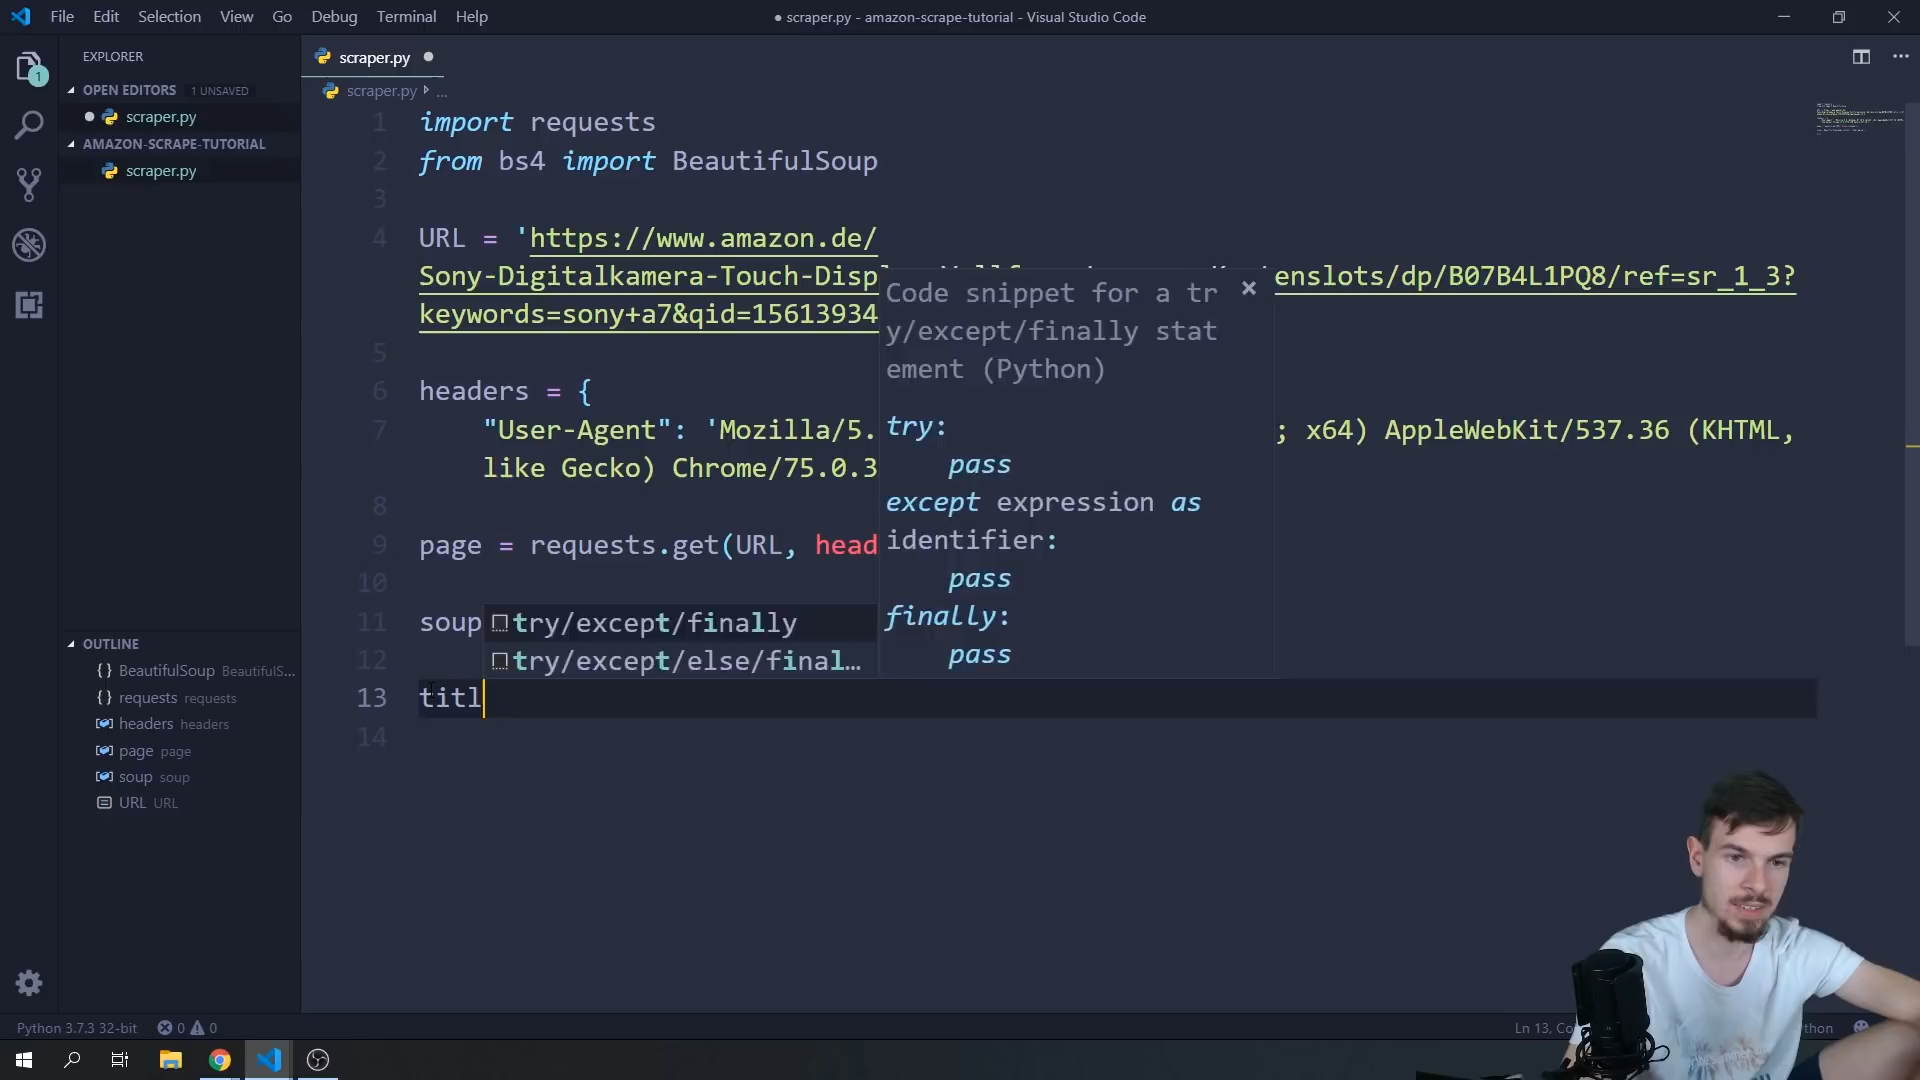 File Edit Selection View Go Debug Terminal Help
● scraper.py - amazon-scrape-tutorial - Visual Studio Code
1
EXPLORER
OPEN EDITORS 1 UNSAVED
scraper.py
AMAZON-SCRAPE-TUTORIAL
scraper.py
OUTLINE
{ } BeautifulSoup BeautifulS...
{ } requests requests
headers headers
page page
soup soup
URL URL
scraper.py
scraper.py ...
1 import requests
2 from bs4 import BeautifulSoup
3
4 URL = 'https://www.amazon.de/
Sony-Digitalkamera-Touch-Disp enslots/dp/B07B4L1PQ8/ref=sr_1_3?
keywords=sony+a7&qid=15613934
5
6 headers = {
7 "User-Agent": 'Mozilla/5. ; x64) AppleWebKit/537.36 (KHTML,
like Gecko) Chrome/75.0.3
8
9 page = requests.get(URL, head
10
11 soup
12
13 titl
14
try/except/finally
try/except/else/final...
Code snippet for a tr
y/except/finally stat
ement (Python)
try:
pass
except expression as
identifier:
pass
finally:
pass
Python 3.7.3 32-bit 0 0
Ln 13, Co
thon